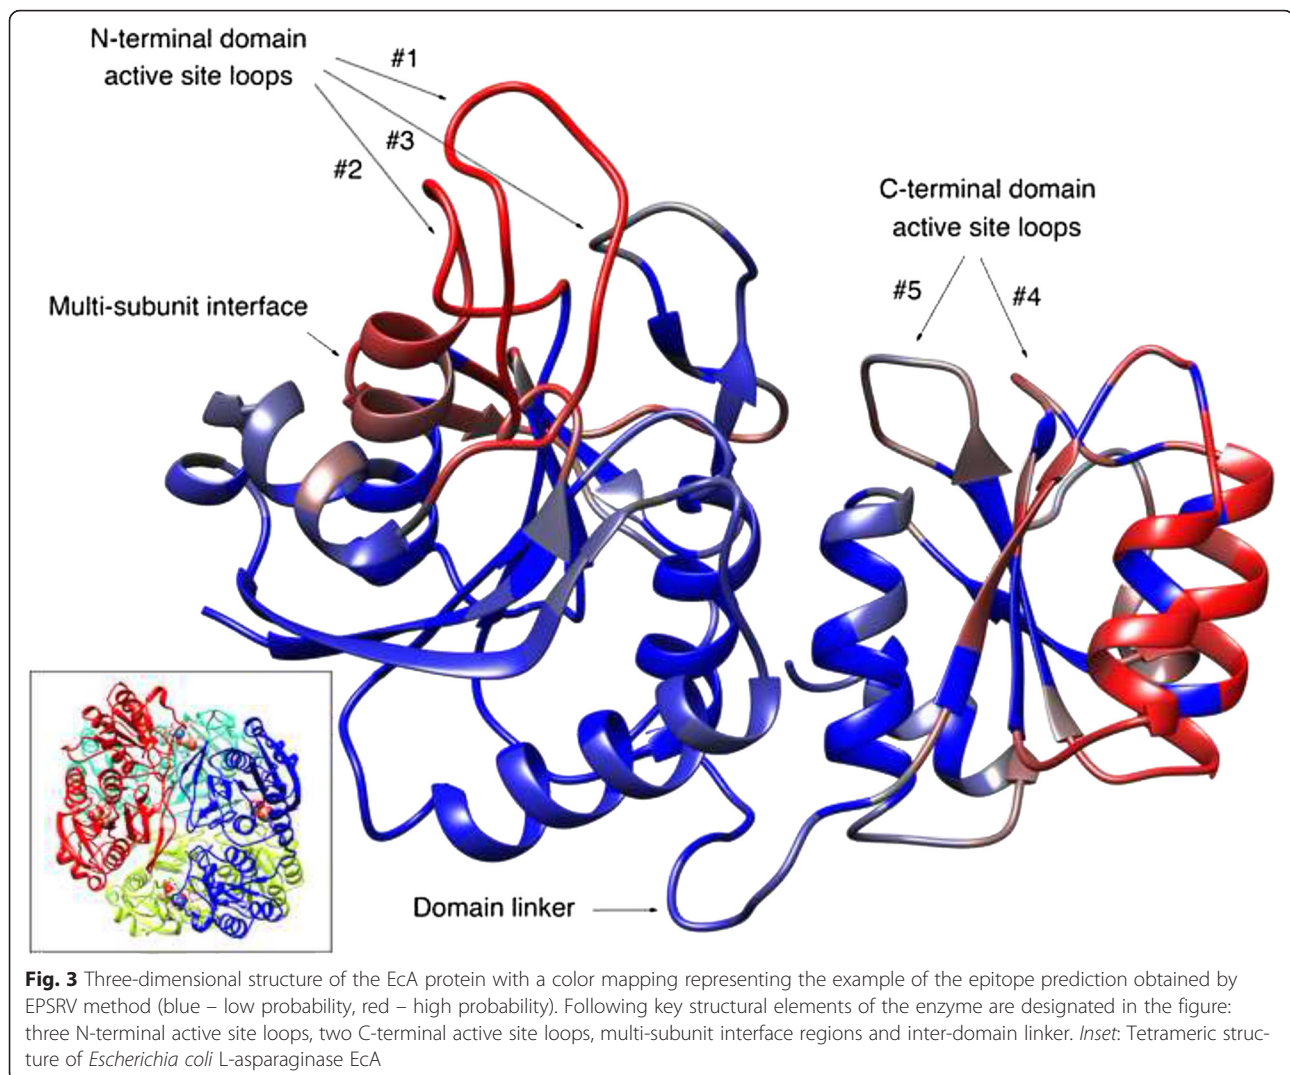 N-terminal domain
active site loops
#1
#3
#2
C-terminal domain
active site loops
#5
#4
Multi-subunit interface
Domain linker
Fig. 3 Three-dimensional structure of the EcA protein with a color mapping representing the example of the epitope prediction obtained by
EPSRV method (blue – low probability, red – high probability). Following key structural elements of the enzyme are designated in the figure:
three N-terminal active site loops, two C-terminal active site loops, multi-subunit interface regions and inter-domain linker. Inset: Tetrameric struc-
ture of Escherichia coli L-asparaginase EcA